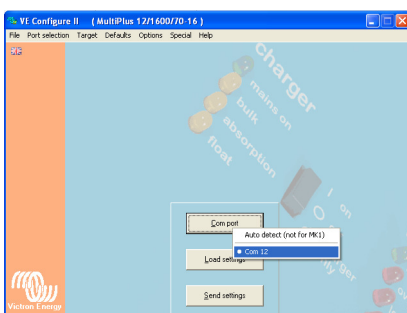 VE Configure II ( MultiPlus 12/1600/70-16 )
File Port selection Target Defaults Options Special Help
charger
mains on
bulk
absorption
float
Com port
Auto detect (not for MK1)
Com 12
Load settings
Send settings
I on
O
Victron Energy